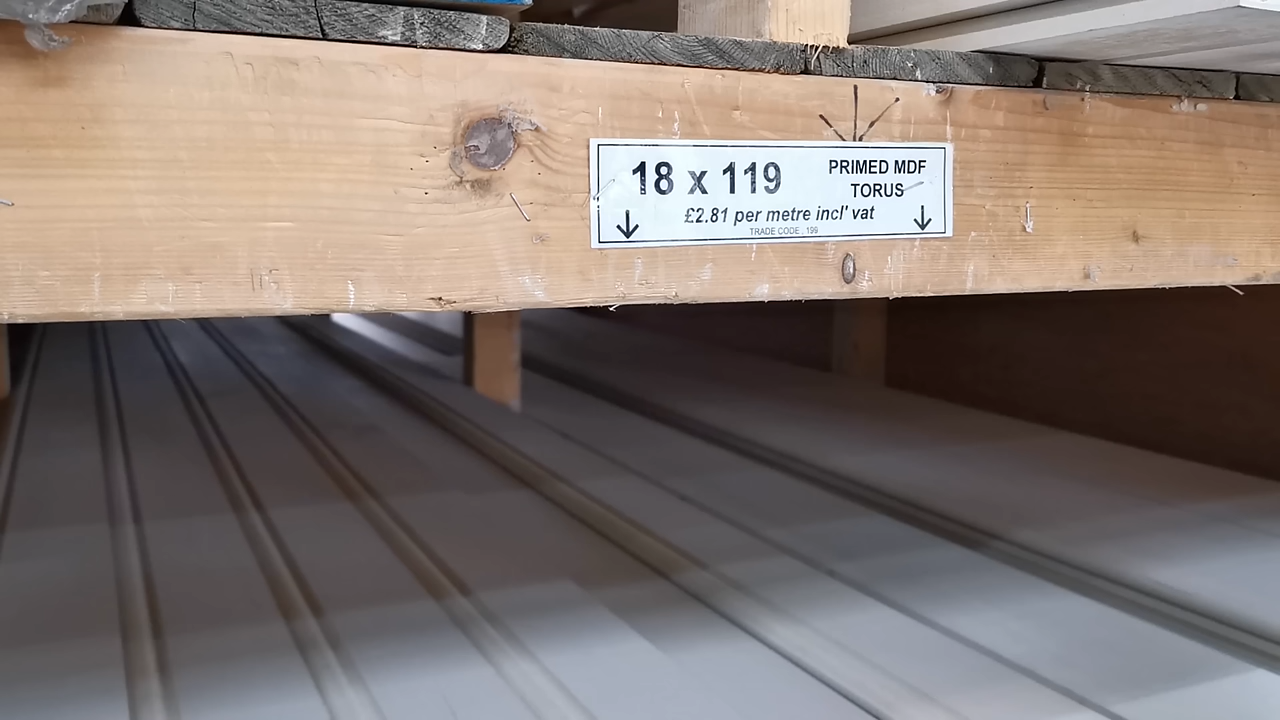 18 x 119
PRIMED MDF
TORUS
£2.81 per metre incl' vat
TRADE CODE . 199